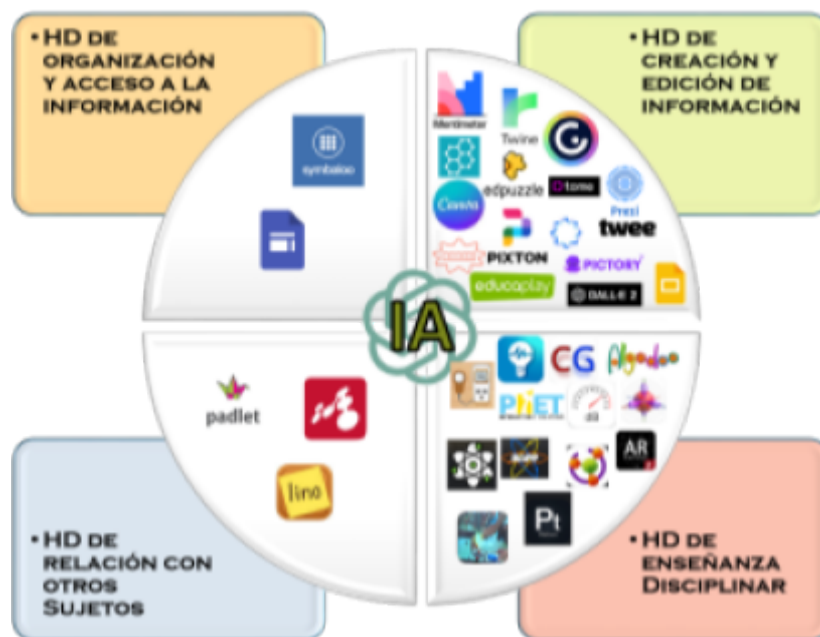 • HD DE
ORGANIZACIÓN
Y ACCESO A LA
INFORMACIÓN
• HD DE
CREACIÓN Y
EDICIÓN DE
INFORMACIÓN
symbaloo
Mentimeter
Twine
edpuzzle
tome
Canva
Prezi
twee
PIXTON
PICTORY
educaplay
DALL·E 2
IA
padlet
lino
CG
Algodoo
PhET
dB
AR
Pt
• HD DE
RELACIÓN CON
OTROS
SUJETOS
• HD DE
ENSEÑANZA
DISCIPLINAR